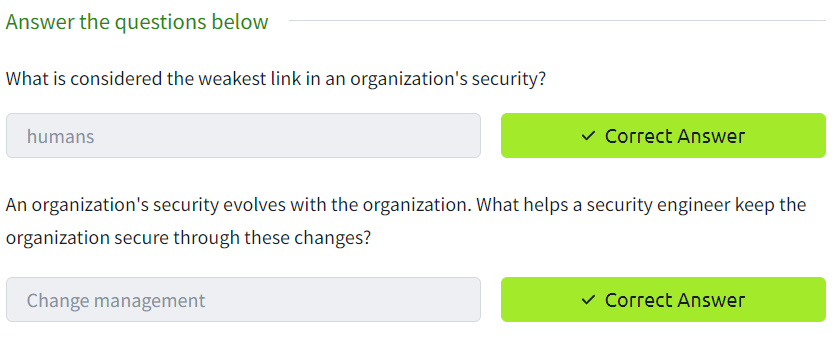 Answer the questions below
What is considered the weakest link in an organization's security?
humans
✓ Correct Answer
An organization's security evolves with the organization. What helps a security engineer keep the
organization secure through these changes?
Change management
✓ Correct Answer